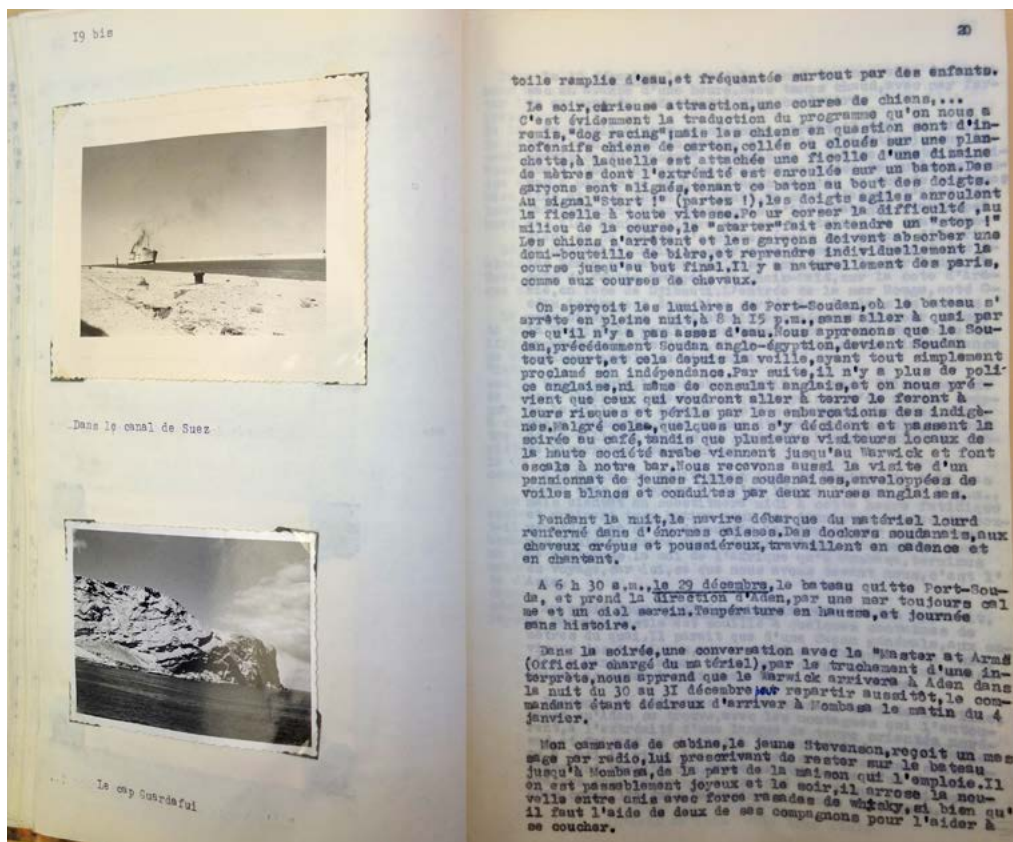 19 bis
Dans le canal de Suez
Le cap Guardafui
20
toile remplie d'eau,et fréquentée surtout par des enfants.
Le soir,curieuse attraction,une course de chiens,...
C'est évidemment la traduction du programme qu'on nous a
remis,"dog racing";mais les chiens en question sont d'in-
nofensifs chiens de carton,collés ou cloués sur une plan-
chette,à laquelle est attachée une ficelle d'une dizaine
de mètres dont l'extrémité est enroulée sur un baton.Des
garçons sont alignés,tenant ce baton au bout des doigts.
Au signal"Start !" (partez !),les doigts agiles enroulent
la ficelle à toute vitesse.Po ur corser la difficulté ,au
milieu de la course,le "starter"fait entendre un "stop !"
Les chiens s'arrêtent et les garçons doivent absorber une
demi-bouteille de bière,et reprendre individuellement la
course jusqu'au but final.Il y a naturellement des paris,
comme aux courses de chevaux.
On aperçoit les lumières de Port-Soudan,où le bateau s'
arrête en pleine nuit,à 8 h I5 p.m.,sans aller à quai par
ce qu'il n'y a pas assez d'eau.Nous apprenons que le Sou-
dan,précédemment Soudan anglo-égyption,devient Soudan
tout court,et cela depuis la veille,ayant tout simplement
proclamé son indépendance.Par suite,il n'y a plus de poli-
ce anglaise,ni même de consulat anglais,et on nous pré -
vient que ceux qui voudront aller à terre le feront à
leurs risques et périls par les embarcations des indigè-
nes.Malgré celas,quelques uns s'y décident et passent la
soirée au café,tandis que plusieurs visiteurs locaux de
la haute société arabe viennent jusqu'au Warwick et font
escale à notre bar.Nous recevons aussi la visite d'un
pensionnat de jeunes filles soudanaises,enveloppées de
voiles blancs et conduites par deux nurses anglaises.
Pendant la nuit,le navire débarque du matériel lourd
renfermé dans d'énormes caisses.Des dockers soudanais,aux
cheveux crépus et poussiéreux,travaillent en cadence et
en chantant.
A 6 h 30 a.m.,le 29 décembre,le bateau quitte Port-Sou-
da, et prend la direction d'Aden,par une mer toujours cal
me et un ciel serein.Température en hausse,et journée
sans histoire.
Dans la soirée,une conversation avec le "Master at Arms
(Officier chargé du matériel),par le truchement d'une in-
terprète,nous apprend que le Warwick arrivera à Aden dans
la nuit du 30 au 3I décembre pour repartir aussitôt,le com-
mandant étant désireux d'arriver à Mombasa le matin du 4
janvier.
Mon camarade de cabine,le jeune Stevenson,reçoit un mes
sage par radio,lui prescrivant de rester sur le bateau
jusqu'à Mombasa,de la part de la maison qui l'emploie.Il
en est passablement joyeux et le soir,il arrose la nou-
velle entre amis avec force rasades de whisky,si bien qu'
il faut l'aide de deux de ses compagnons pour l'aider à
se coucher.